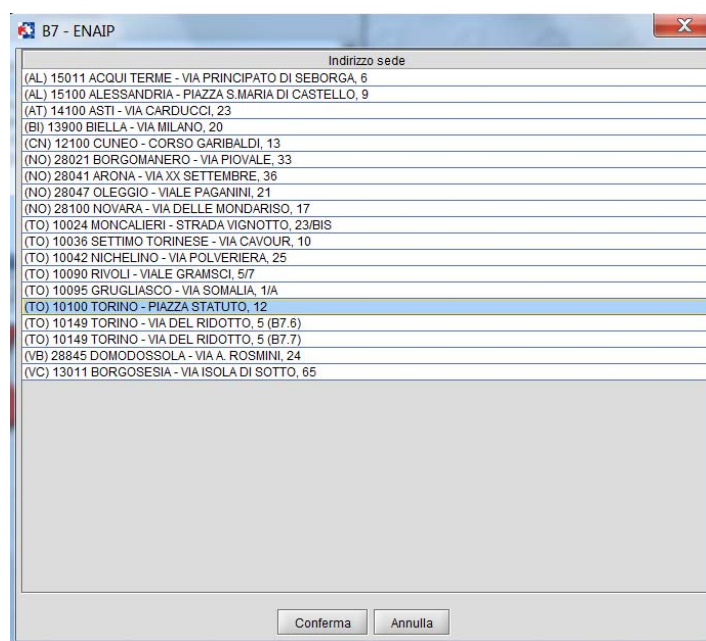 B7 - ENAIP
X
Indirizzo sede
(AL) 15011 ACQUI TERME - VIA PRINCIPATO DI SEBORGA, 6
(AL) 15100 ALESSANDRIA - PIAZZA S.MARIA DI CASTELLO, 9
(AT) 14100 ASTI - VIA CARDUCCI, 23
(BI) 13900 BIELLA - VIA MILANO, 20
(CN) 12100 CUNEO - CORSO GARIBALDI, 13
(NO) 28021 BORGOMANERO - VIA PIOVALE, 33
(NO) 28041 ARONA - VIA XX SETTEMBRE, 36
(NO) 28047 OLEGGIO - VIALE PAGANINI, 21
(NO) 28100 NOVARA - VIA DELLE MONDARISO, 17
(TO) 10024 MONCALIERI - STRADA VIGNOTTO, 23/BIS
(TO) 10036 SETTIMO TORINESE - VIA CAVOUR, 10
(TO) 10042 NICHELINO - VIA POLVERIERA, 25
(TO) 10090 RIVOLI - VIALE GRAMSCI, 5/7
(TO) 10095 GRUGLIASCO - VIA SOMALIA, 1/A
(TO) 10100 TORINO - PIAZZA STATUTO, 12
(TO) 10149 TORINO - VIA DEL RIDOTTO, 5 (B7.6)
(TO) 10149 TORINO - VIA DEL RIDOTTO, 5 (B7.7)
(VB) 28845 DOMODOSSOLA - VIA A. ROSMINI, 24
(VC) 13011 BORGOSESIA - VIA ISOLA DI SOTTO, 65
Conferma Annulla